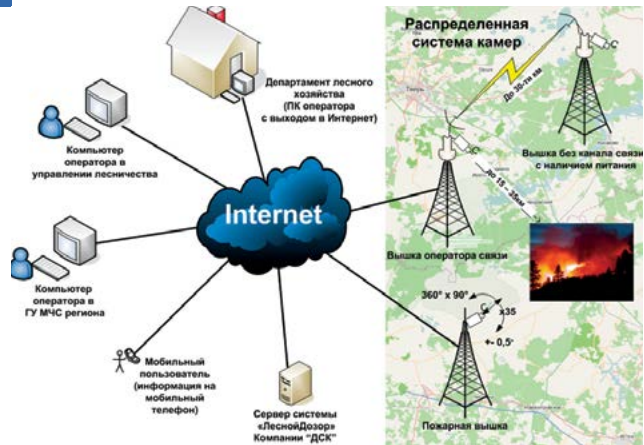 Распределенная
система камер
Департамент лесного
хозяйства
(ПК оператора
с выходом в Интернет)
До 30-ти км
Компьютер
оператора в
управлении лесничества
Вышка без канала связи
с наличием питания
до 15 – 35км
Internet
Вышка оператора связи
Компьютер
оператора в
ГУ МЧС региона
360° x 90°
x35
+- 0,5°
Мобильный
пользователь
(информация на
мобильный
телефон)
Сервер системы
«ЛеснойДозор»
Компании "ДСК"
Пожарная вышка